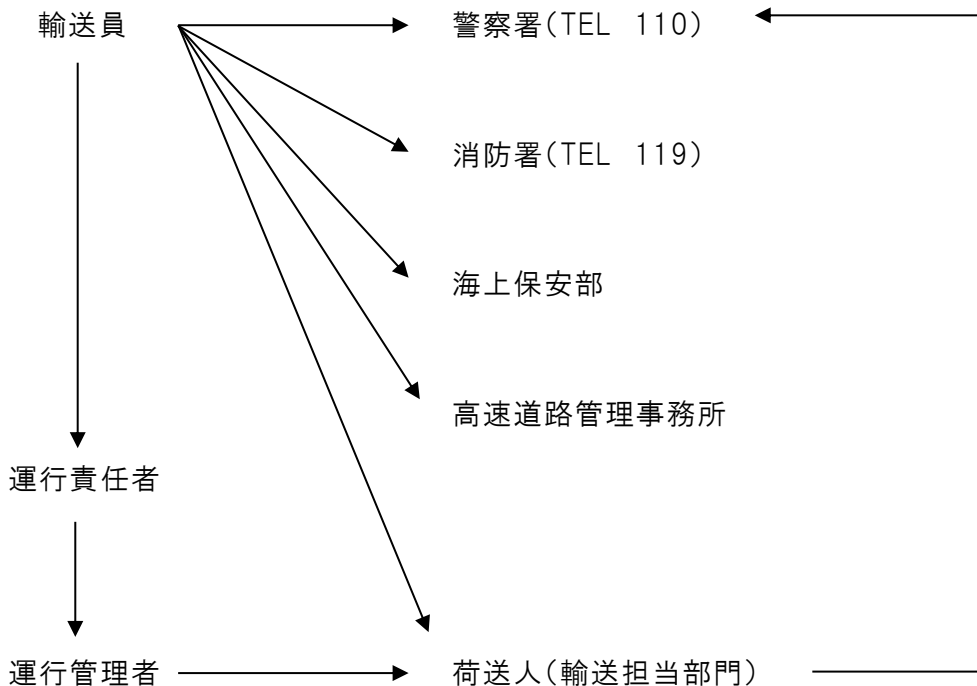 輸送員
警察署(TEL 110)
消防署(TEL 119)
海上保安部
高速道路管理事務所
運行責任者
運行管理者
荷送人(輸送担当部門)